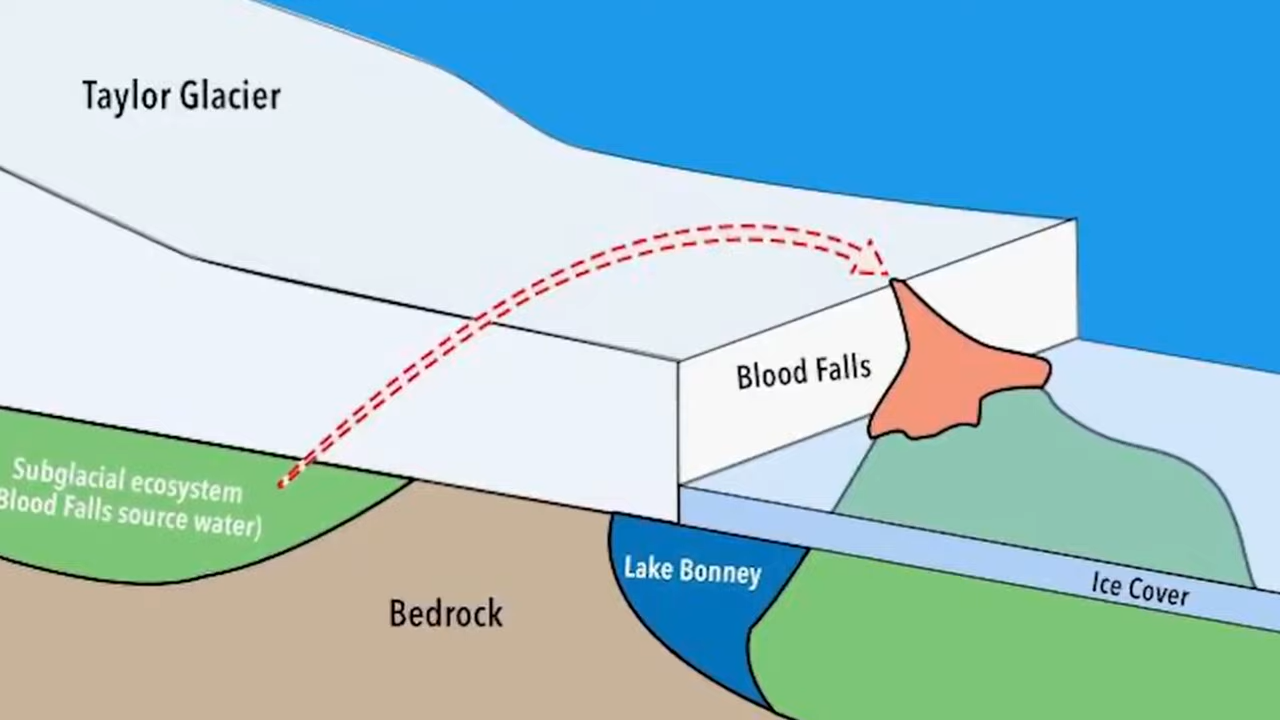 Taylor Glacier
Blood Falls
Subglacial ecosystem
Blood Falls source water)
Lake Bonney
Ice Cover
Bedrock